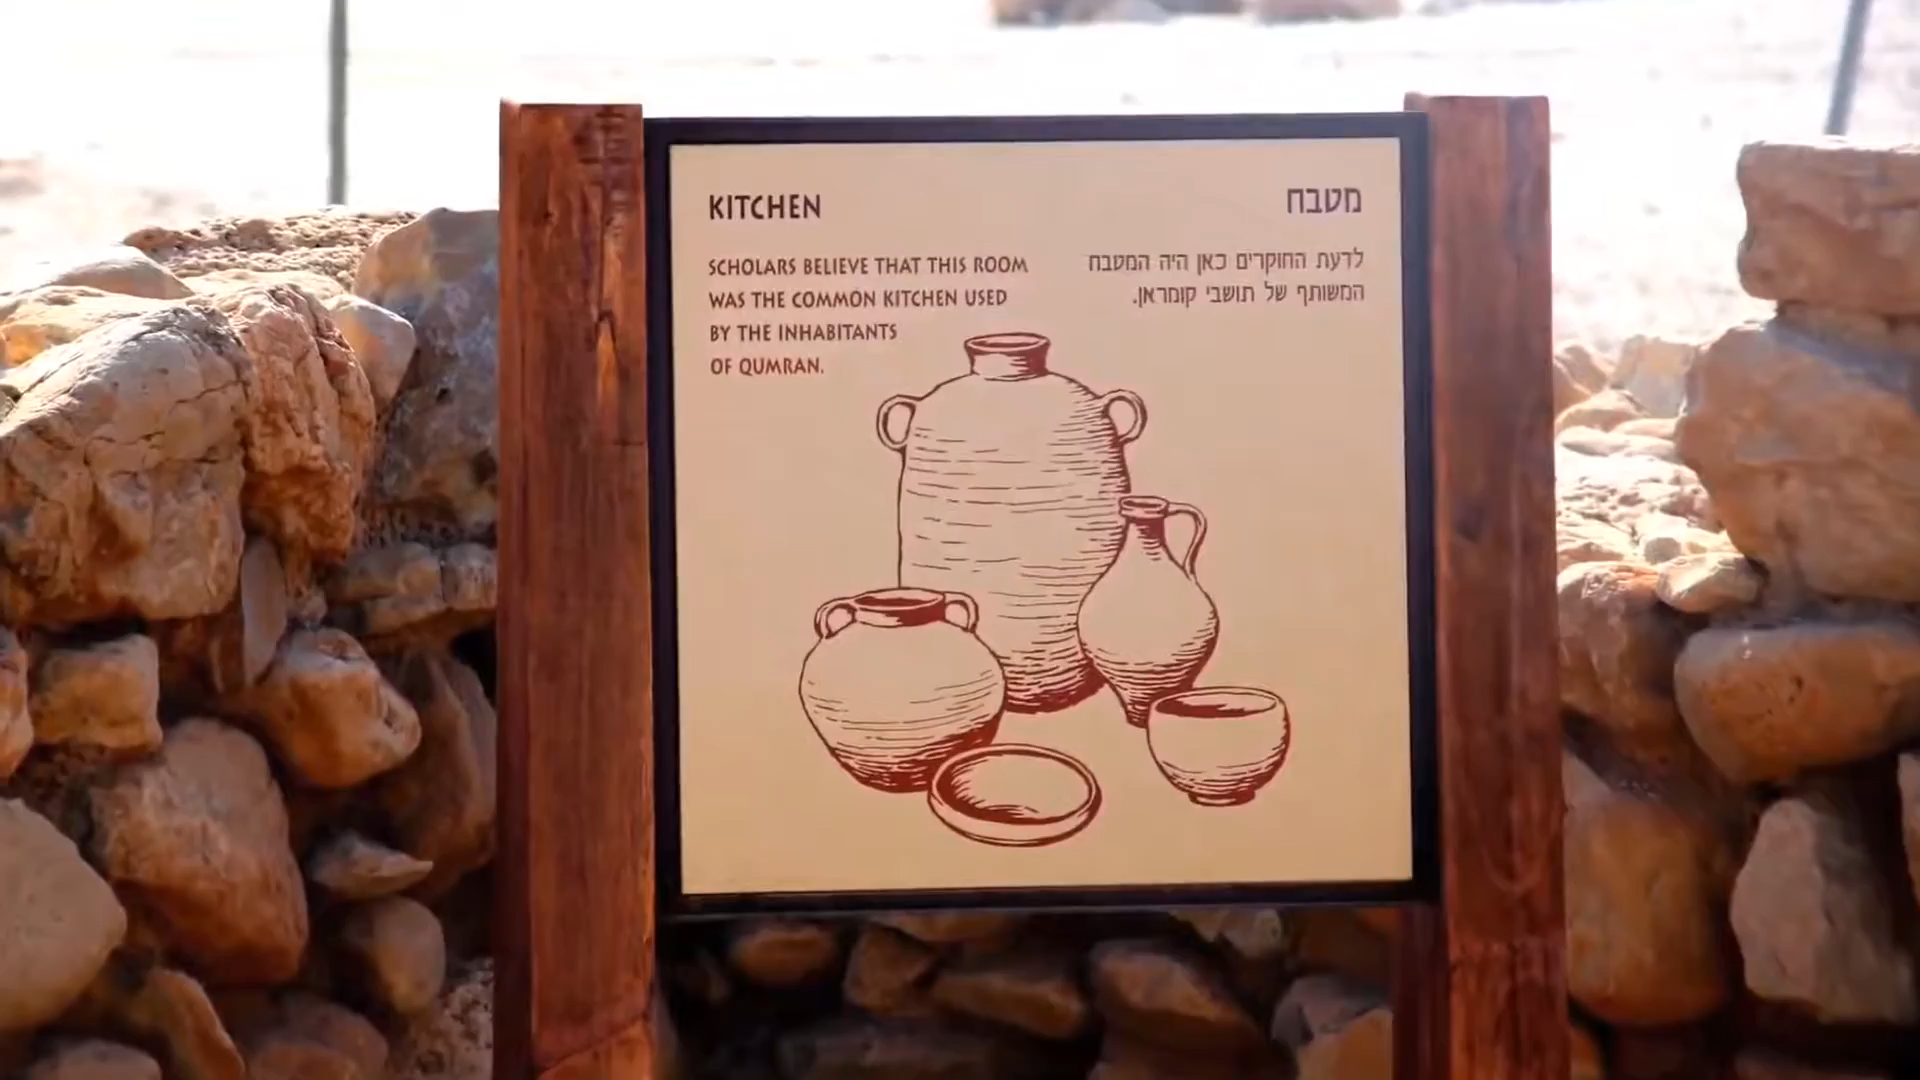 KITCHEN
SCHOLARS BELIEVE THAT THIS ROOM
WAS THE COMMON KITCHEN USED
BY THE INHABITANTS
OF QUMRAN.
מטבח
לדעת החוקרים כאן היה המטבח
המשותף של תושבי קומראן.